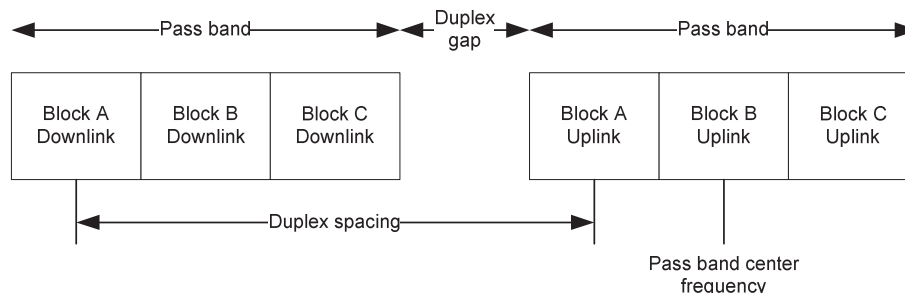 Pass band
Duplex
gap
Pass band
Block A
Downlink
Block B
Downlink
Block C
Downlink
Block A
Uplink
Block B
Uplink
Block C
Uplink
Duplex spacing
Pass band center
frequency